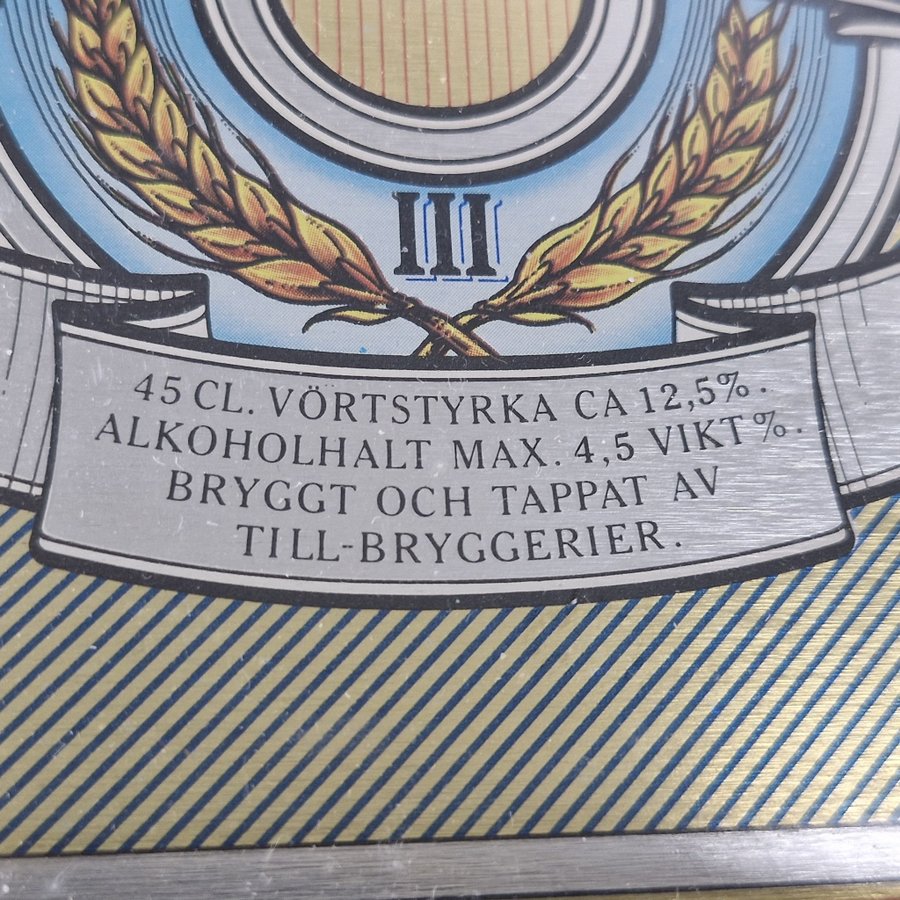 III
45 CL. VÖRTSTYRKA CA 12,5%.
ALKOHOLHALT MAX. 4,5 VIKT %.
BRYGGT OCH TAPPAT AV
TILL-BRYGGERIER.